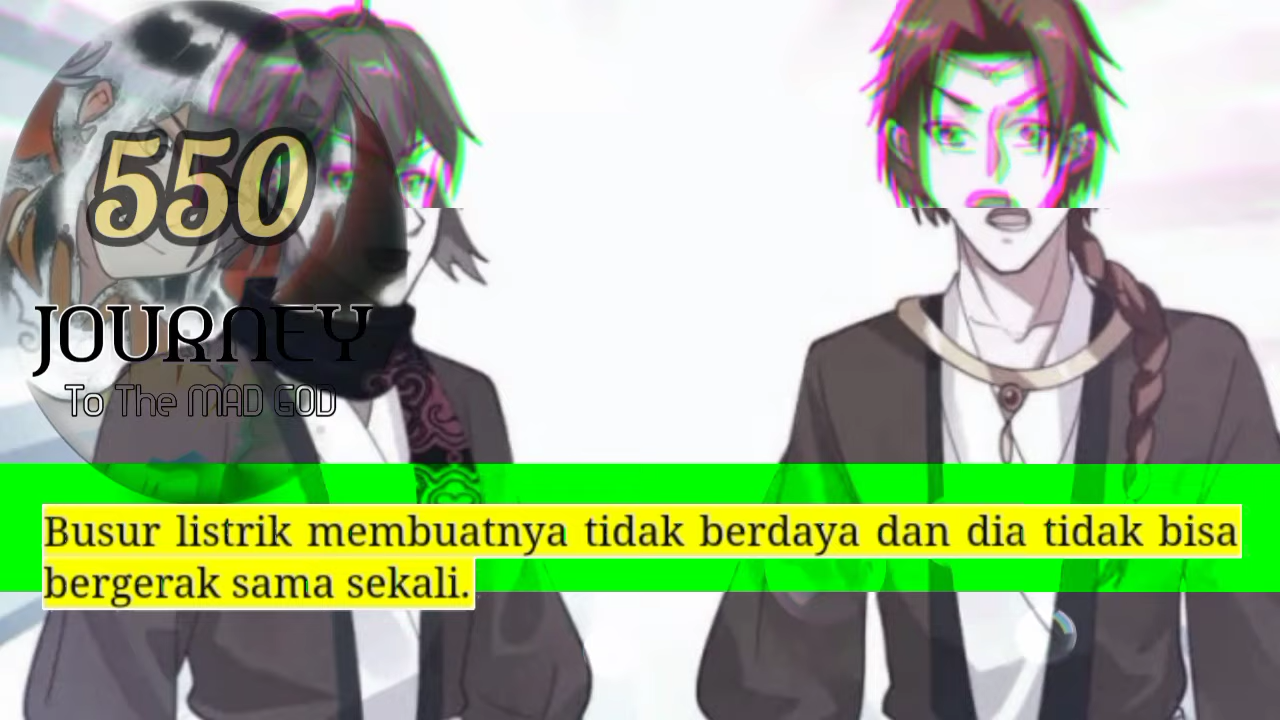 550
JOURNEY
To The MAD GOD
Busur listrik membuatnya tidak berdaya dan dia tidak bisa
bergerak sama sekali.